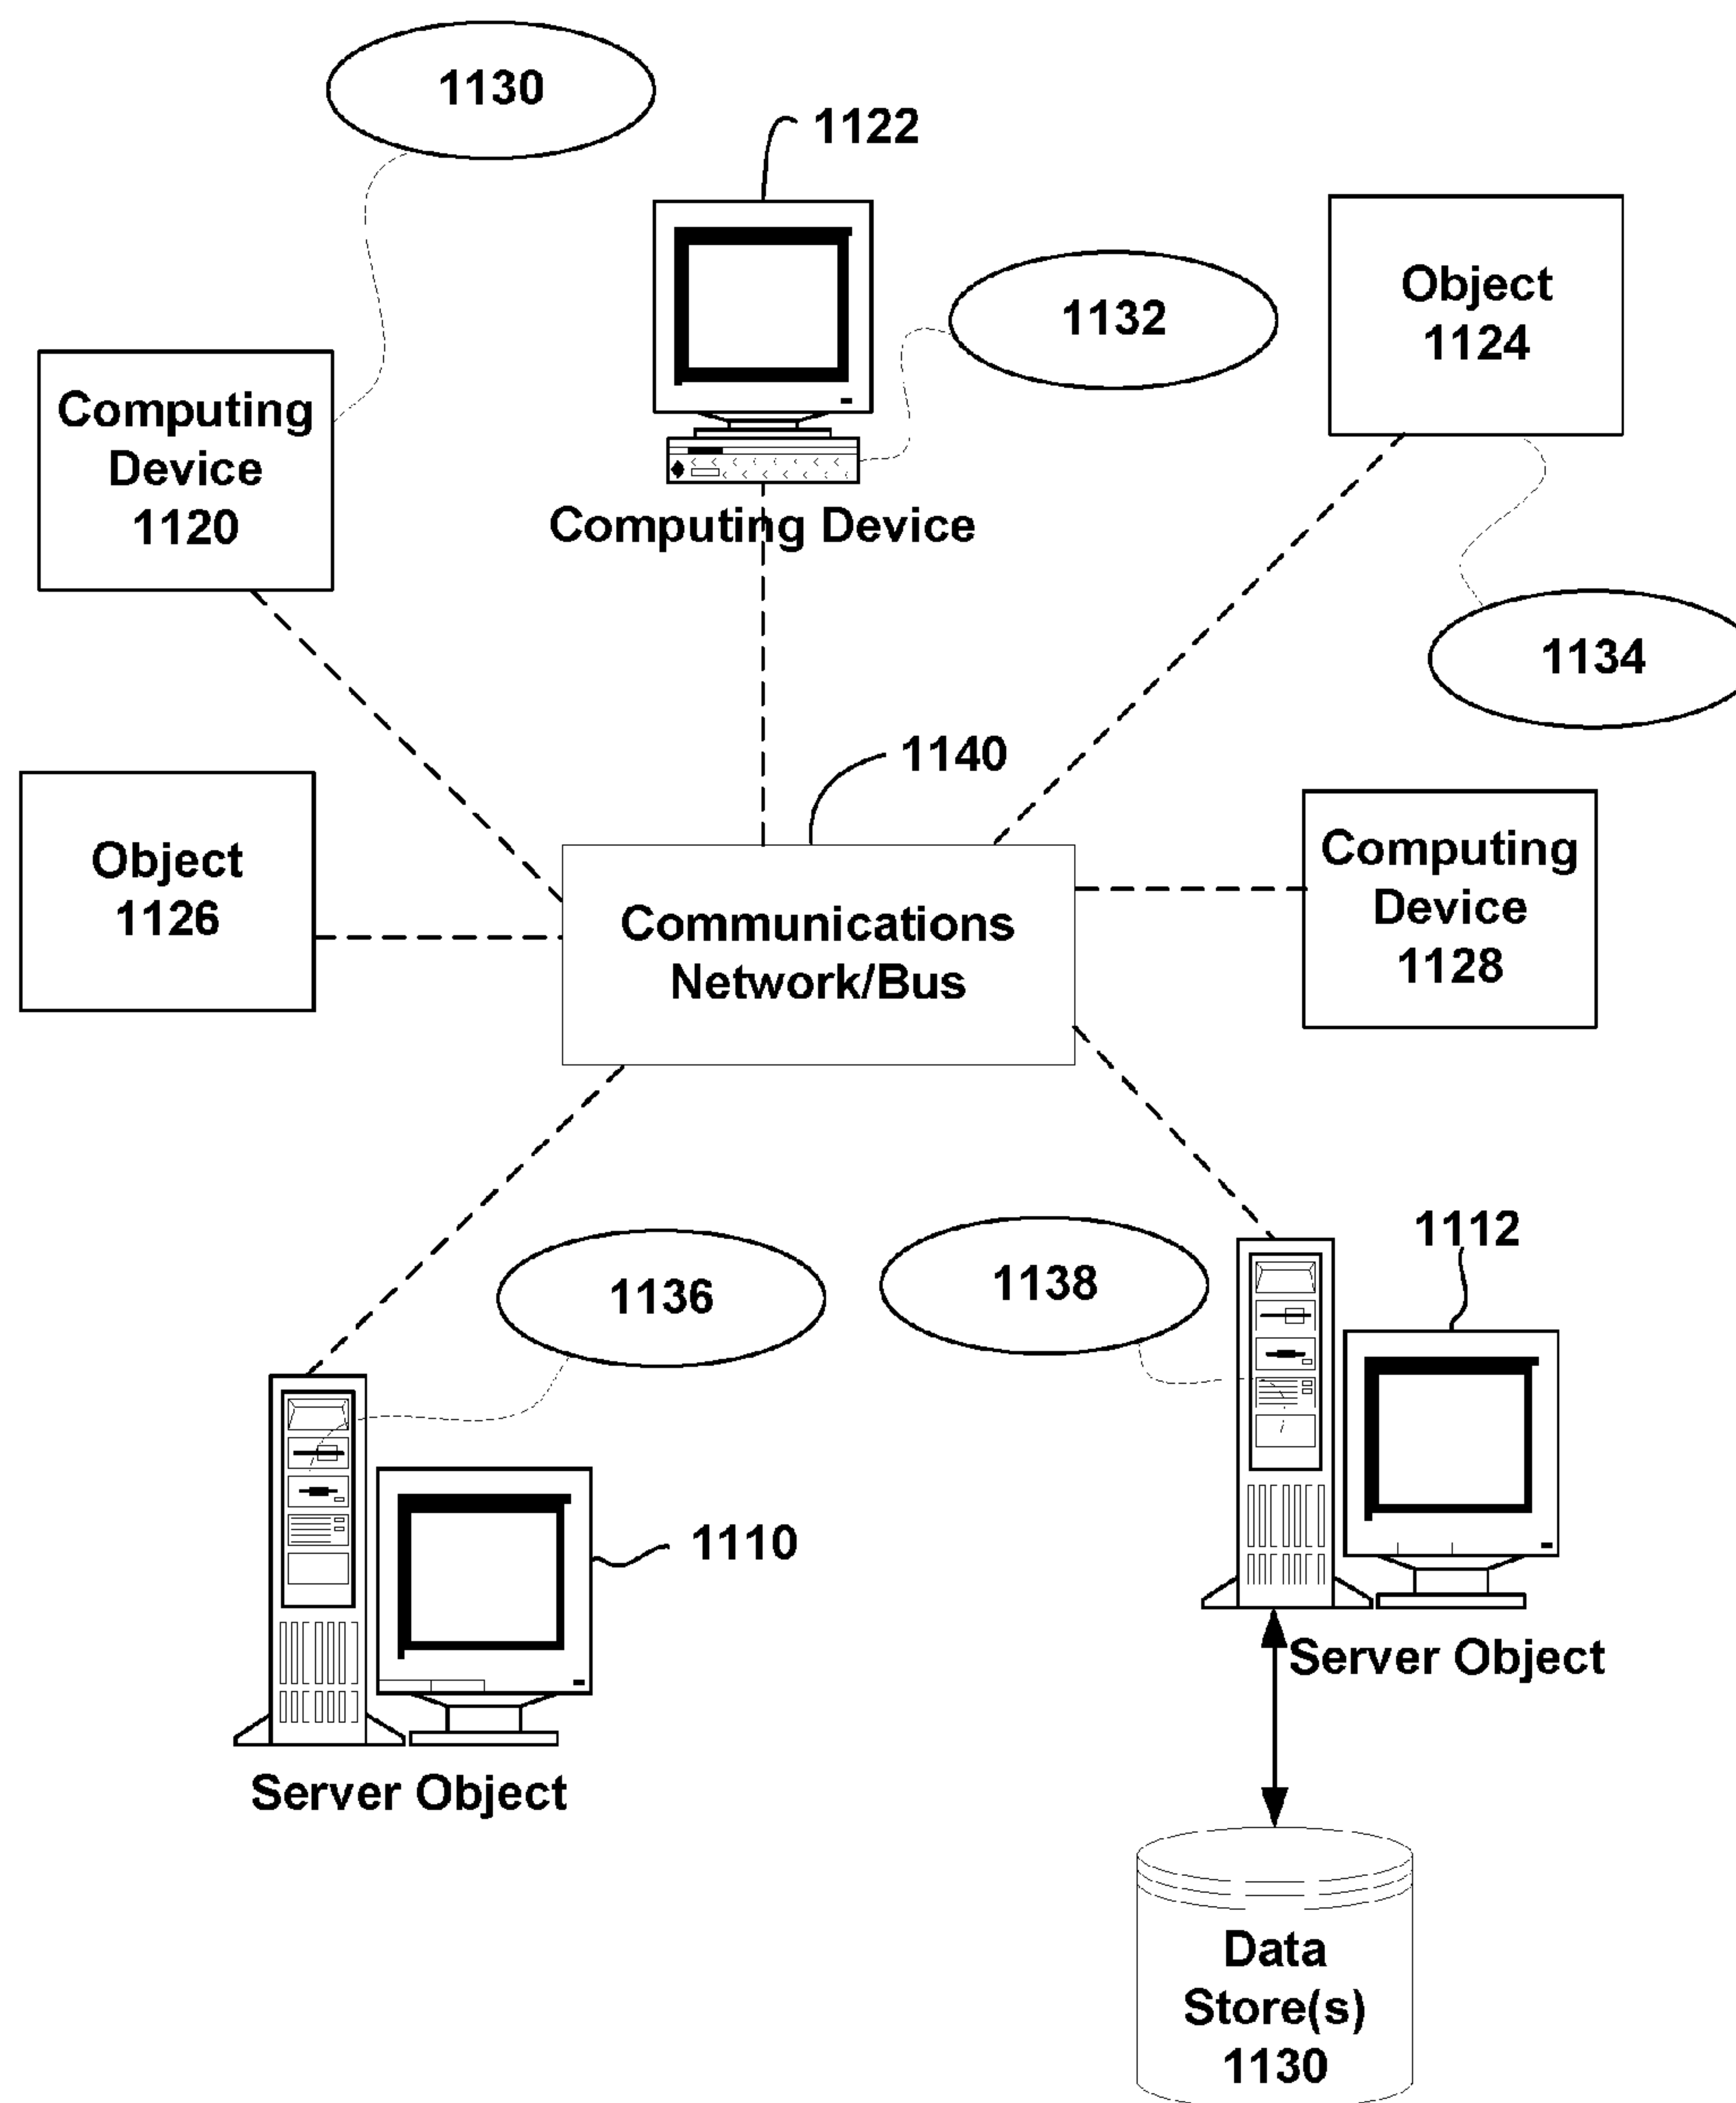 1130
1122
1132
Object
1124
Computing
Device
1120
Computing Device
1134
1140
Object
1126
Communications
Network/Bus
Computing
Device
1128
1136
1138
1112
1110
Server Object
Server Object
Data
Store(s)
1130